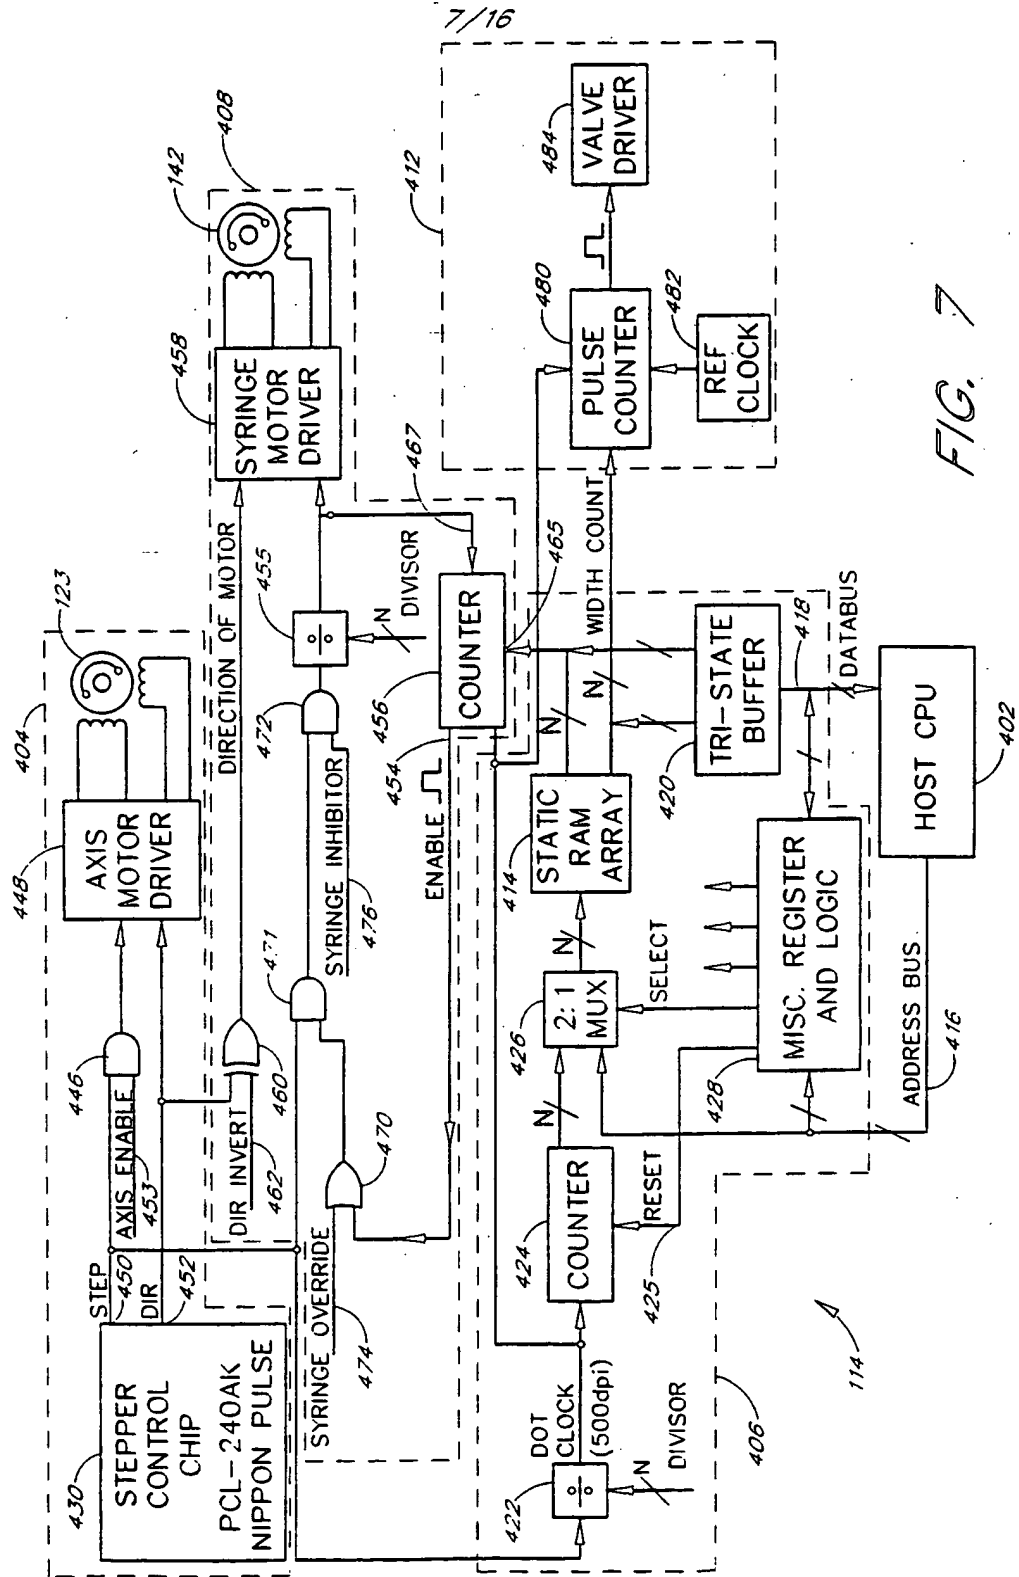 7/16
404
123
448
AXIS
MOTOR
DRIVER
446
AXIS ENABLE
453
STEP
450
DIR
452
430
STEPPER
CONTROL
CHIP
PCL-240AK
NIPPON PULSE
142
408
458
SYRINGE
MOTOR
DRIVER
DIRECTION OF MOTOR
460
DIR INVERT
462
455
N
DIVISOR
467
472
SYRINGE INHIBITOR
476
471
470
SYRINGE OVERRIDE
474
456
COUNTER
465
454
ENABLE
412
484
VALVE
DRIVER
480
PULSE
COUNTER
482
REF
CLOCK
WIDTH COUNT
N
N
414
STATIC
RAM
ARRAY
420
TRI-STATE
BUFFER
418
DATABUS
N
426
2:1
MUX
SELECT
N
424
COUNTER
RESET
425
428
MISC. REGISTER
AND LOGIC
HOST CPU
402
ADDRESS BUS
416
DOT
CLOCK
(500dpi)
422
N
DIVISOR
406
114
FIG. 7